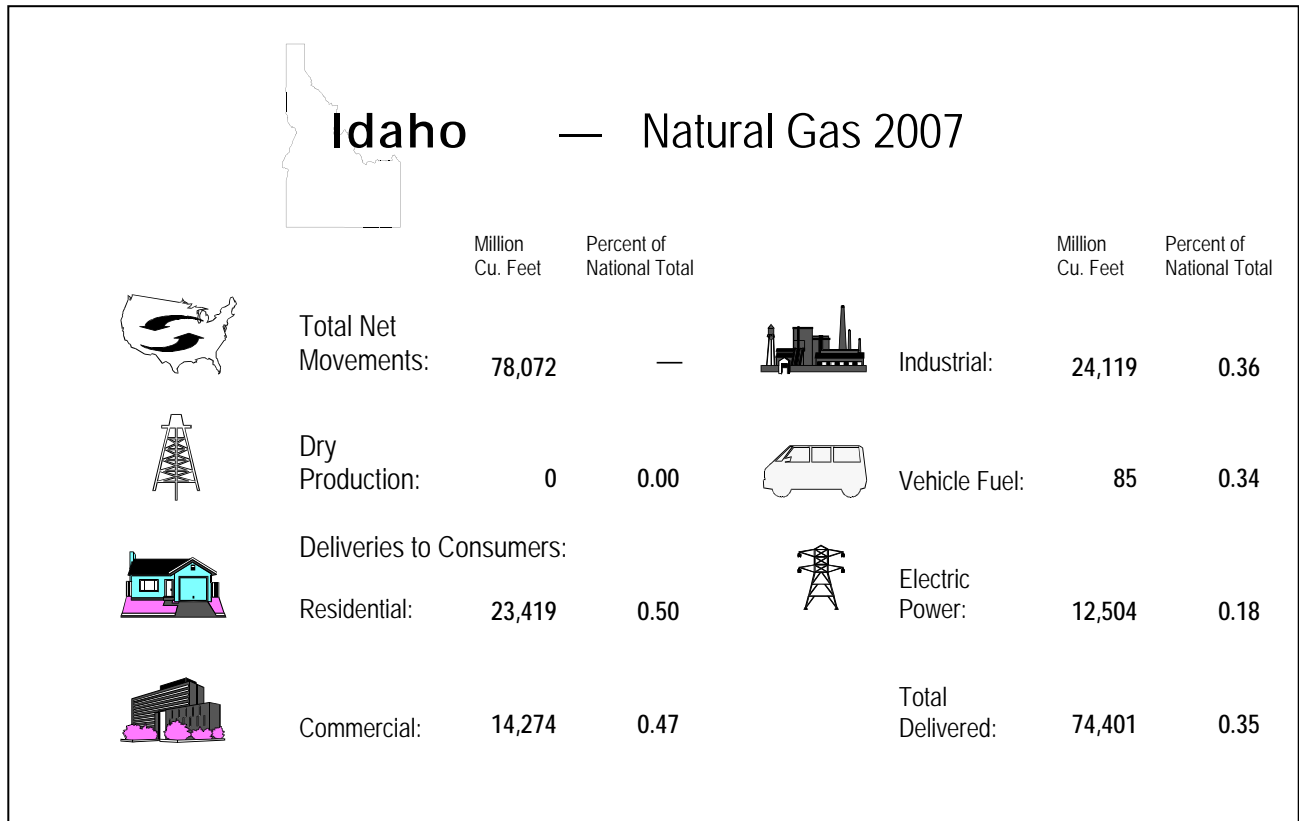 Idaho — Natural Gas 2007
Million Cu. Feet
Percent of National Total
Total Net Movements: 78,072 —
Dry Production: 0 0.00
Deliveries to Consumers:
Residential: 23,419 0.50
Commercial: 14,274 0.47
Million Cu. Feet
Percent of National Total
Industrial: 24,119 0.36
Vehicle Fuel: 85 0.34
Electric Power: 12,504 0.18
Total Delivered: 74,401 0.35